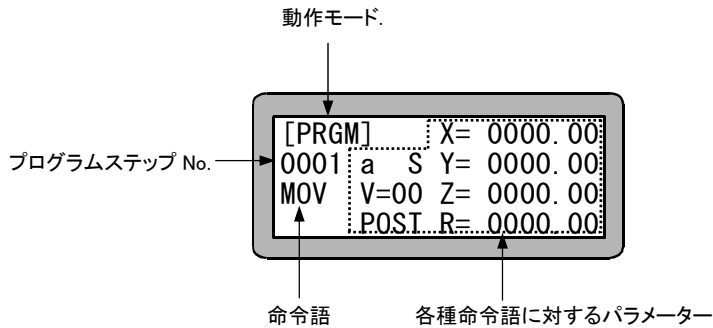 動作モード.
[PRGM] X= 0000.00
プログラムステップ No.
0001 a S Y= 0000.00
MOV V=00 Z= 0000.00
POST R= 0000.00
命令語
各種命令語に対するパラメーター